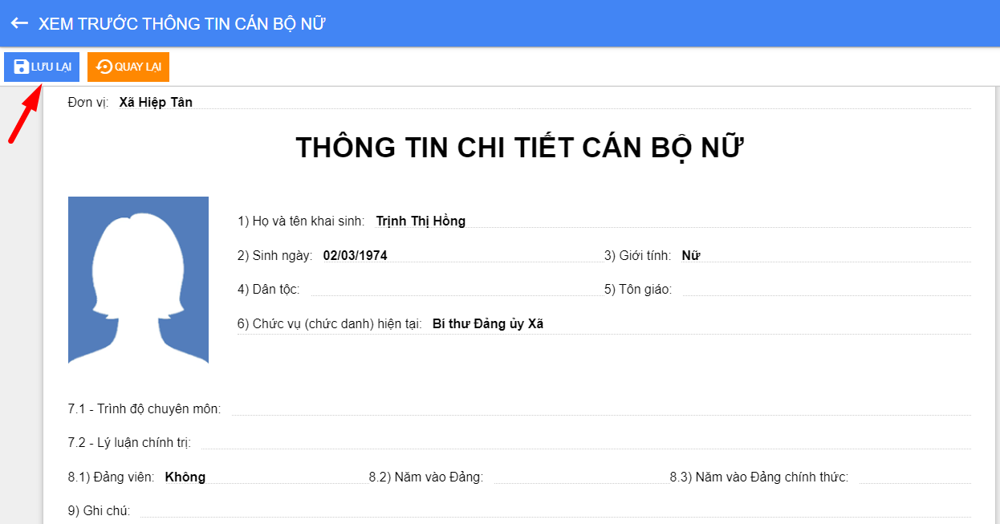 XEM TRƯỚC THÔNG TIN CÁN BỘ NỮ
LƯU LẠI QUAY LẠI
Đơn vị: Xã Hiệp Tân
THÔNG TIN CHI TIẾT CÁN BỘ NỮ
1) Họ và tên khai sinh: Trịnh Thị Hồng
2) Sinh ngày: 02/03/1974 3) Giới tính: Nữ
4) Dân tộc: 5) Tôn giáo:
6) Chức vụ (chức danh) hiện tại: Bí thư Đảng ủy Xã
7.1 - Trình độ chuyên môn:
7.2 - Lý luận chính trị:
8.1) Đảng viên: Không 8.2) Năm vào Đảng: 8.3) Năm vào Đảng chính thức:
9) Ghi chú: